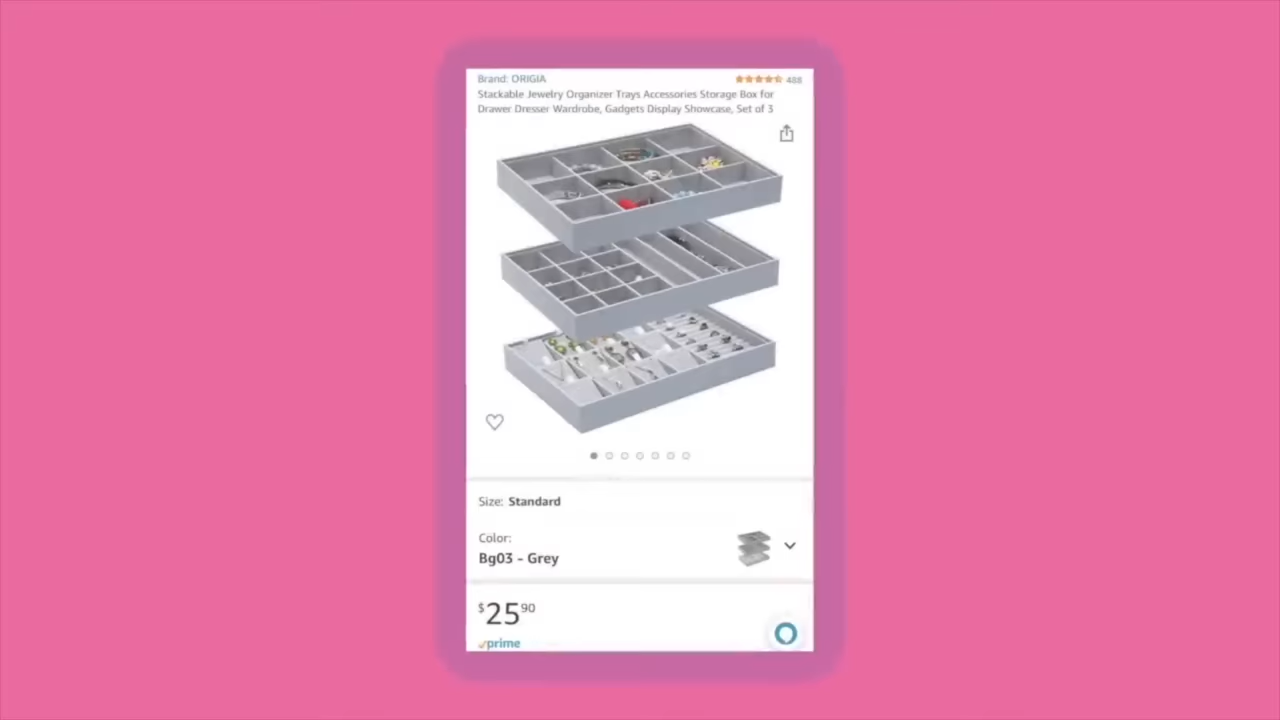 Brand: ORIGIA
488
Stackable Jewelry Organizer Trays Accessories Storage Box for
Drawer Dresser Wardrobe, Gadgets Display Showcase, Set of 3
Size: Standard
Color:
Bg03 - Grey
$25 90
prime